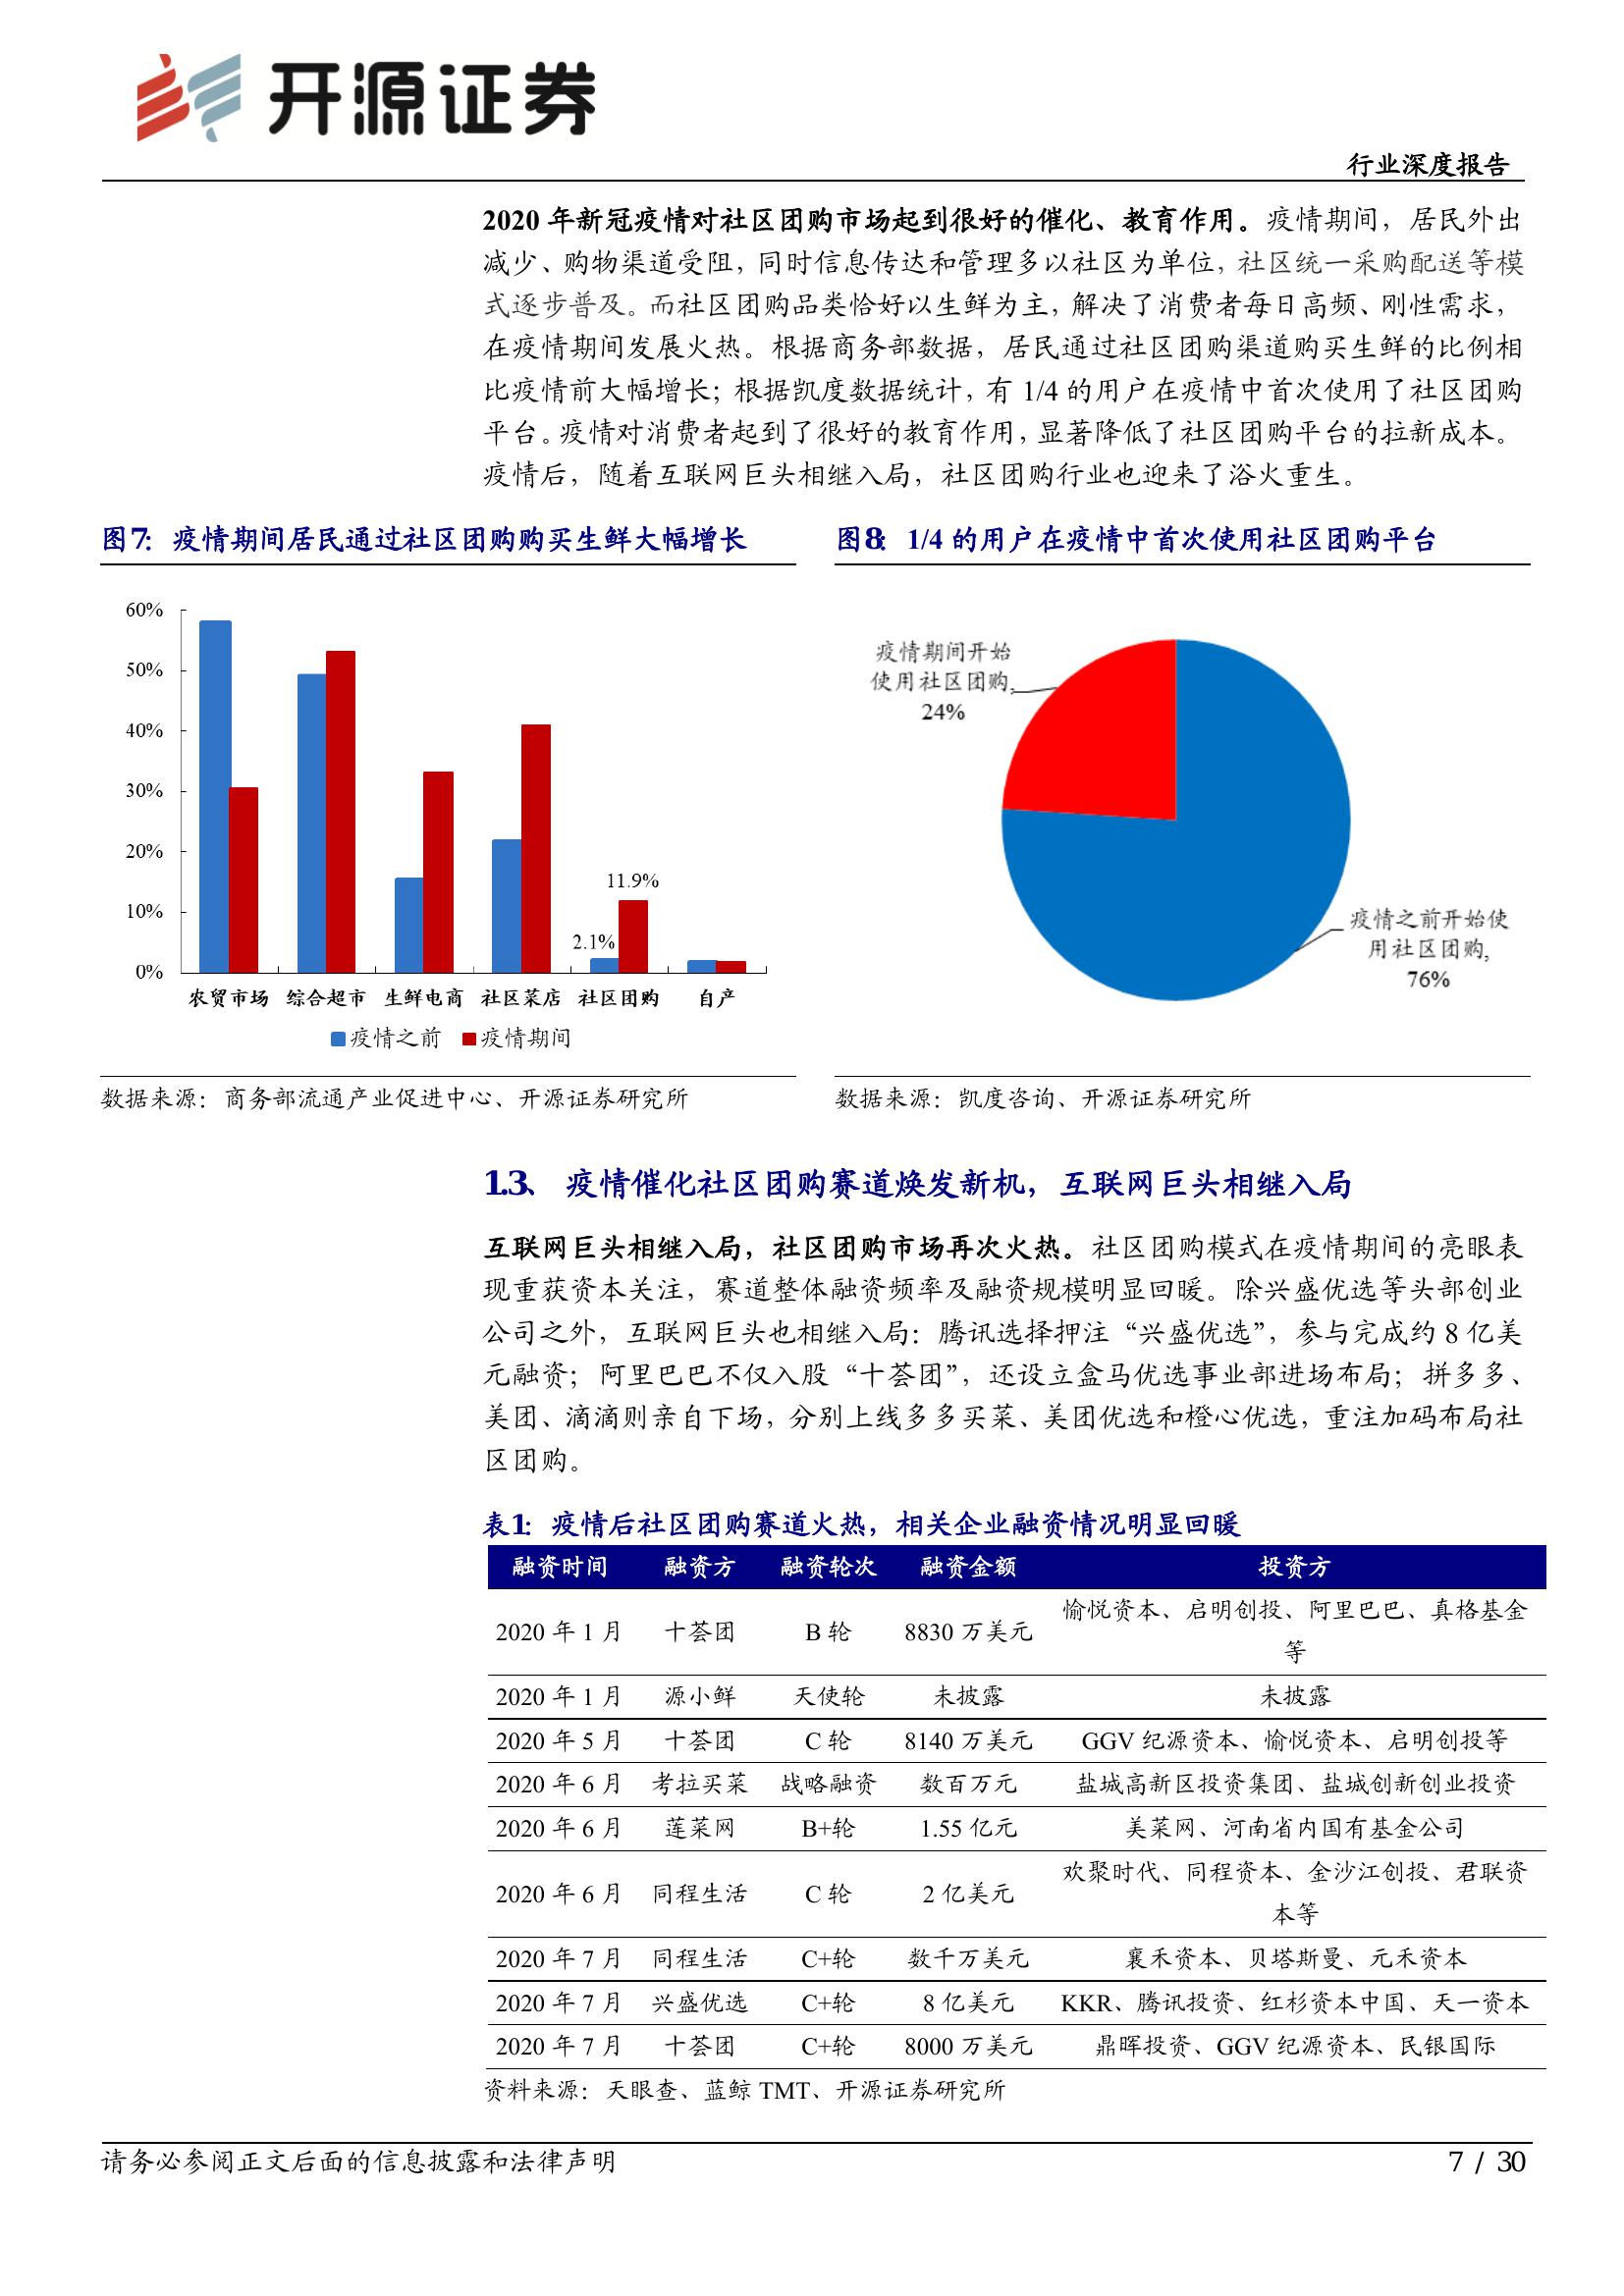 开源证券
行业深度报告
2020 年新冠疫情对社区团购市场起到很好的催化、教育作用。疫情期间，居民外出
减少、购物渠道受阻，同时信息传达和管理多以社区为单位，社区统一采购配送等模
式逐步普及。而社区团购品类恰好以生鲜为主，解决了消费者每日高频、刚性需求，
在疫情期间发展火热。根据商务部数据，居民通过社区团购渠道购买生鲜的比例相
比疫情前大幅增长；根据凯度数据统计，有 1/4 的用户在疫情中首次使用了社区团购
平台。疫情对消费者起到了很好的教育作用，显著降低了社区团购平台的拉新成本。
疫情后，随着互联网巨头相继入局，社区团购行业也迎来了浴火重生。
图7：疫情期间居民通过社区团购购买生鲜大幅增长
60%
50%
40%
30%
20%
10%
0%
11.9%
2.1%
农贸市场 综合超市 生鲜电商 社区菜店 社区团购 自产
疫情之前 疫情期间
数据来源：商务部流通产业促进中心、开源证券研究所
图8：1/4 的用户在疫情中首次使用社区团购平台
疫情期间开始
使用社区团购,
24%
疫情之前开始使
用社区团购,
76%
数据来源：凯度咨询、开源证券研究所
1.3、 疫情催化社区团购赛道焕发新机，互联网巨头相继入局
互联网巨头相继入局，社区团购市场再次火热。社区团购模式在疫情期间的亮眼表
现重获资本关注，赛道整体融资频率及融资规模明显回暖。除兴盛优选等头部创业
公司之外，互联网巨头也相继入局：腾讯选择押注“兴盛优选”，参与完成约 8 亿美
元融资；阿里巴巴不仅入股“十荟团”，还设立盒马优选事业部进场布局；拼多多、
美团、滴滴则亲自下场，分别上线多多买菜、美团优选和橙心优选，重注加码布局社
区团购。
表1：疫情后社区团购赛道火热，相关企业融资情况明显回暖
融资时间 融资方 融资轮次 融资金额 投资方
2020 年 1 月 十荟团 B 轮 8830 万美元 愉悦资本、启明创投、阿里巴巴、真格基金
等
2020 年 1 月 源小鲜 天使轮 未披露 未披露
2020 年 5 月 十荟团 C 轮 8140 万美元 GGV 纪源资本、愉悦资本、启明创投等
2020 年 6 月 考拉买菜 战略融资 数百万元 盐城高新区投资集团、盐城创新创业投资
2020 年 6 月 莲菜网 B+轮 1.55 亿元 美菜网、河南省内国有基金公司
2020 年 6 月 同程生活 C 轮 2 亿美元 欢聚时代、同程资本、金沙江创投、君联资
本等
2020 年 7 月 同程生活 C+轮 数千万美元 襄禾资本、贝塔斯曼、元禾资本
2020 年 7 月 兴盛优选 C+轮 8 亿美元 KKR、腾讯投资、红杉资本中国、天一资本
2020 年 7 月 十荟团 C+轮 8000 万美元 鼎晖投资、GGV 纪源资本、民银国际
资料来源：天眼查、蓝鲸 TMT、开源证券研究所
请务必参阅正文后面的信息披露和法律声明
7 / 30